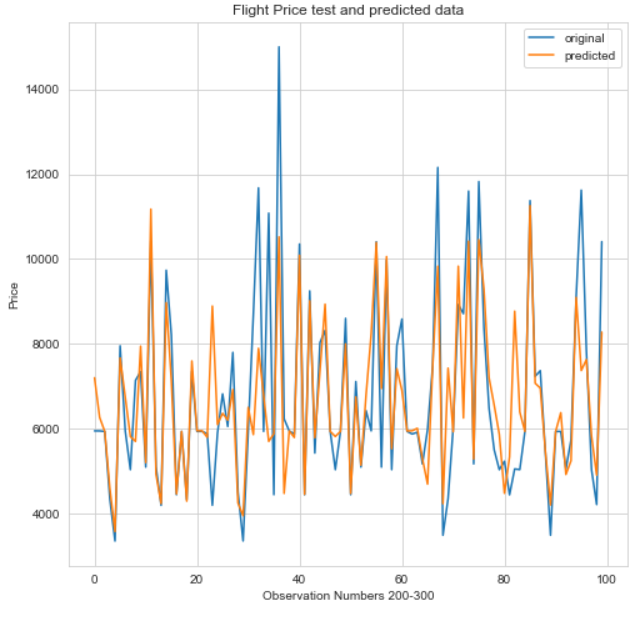 Flight Price test and predicted data
original
predicted
14000
12000
10000
8000
6000
4000
Price
0 20 40 60 80 100
Observation Numbers 200-300